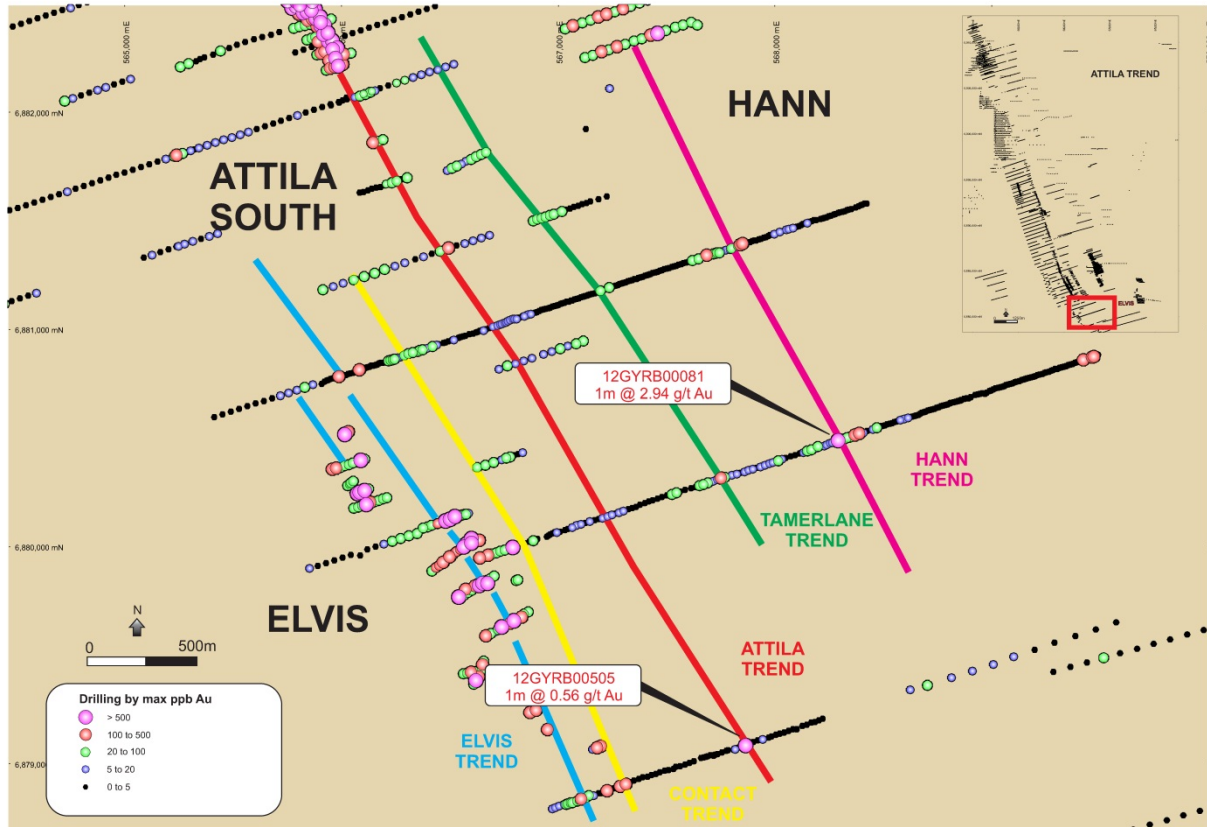 565,000 mE
567,000 mE
568,000 mE
6,882,000 mN
6,881,000 mN
6,880,000 mN
6,879,000 mN
ATTILA
SOUTH
HANN
ATTILA TREND
ELVIS
12GYRB00081
1m @ 2.94 g/t Au
HANN
TREND
TAMERLANE
TREND
ELVIS
N
0 500m
ATTILA
TREND
12GYRB00505
1m @ 0.56 g/t Au
ELVIS
TREND
CONTACT
TREND
Drilling by max ppb Au
> 500
100 to 500
20 to 100
5 to 20
0 to 5